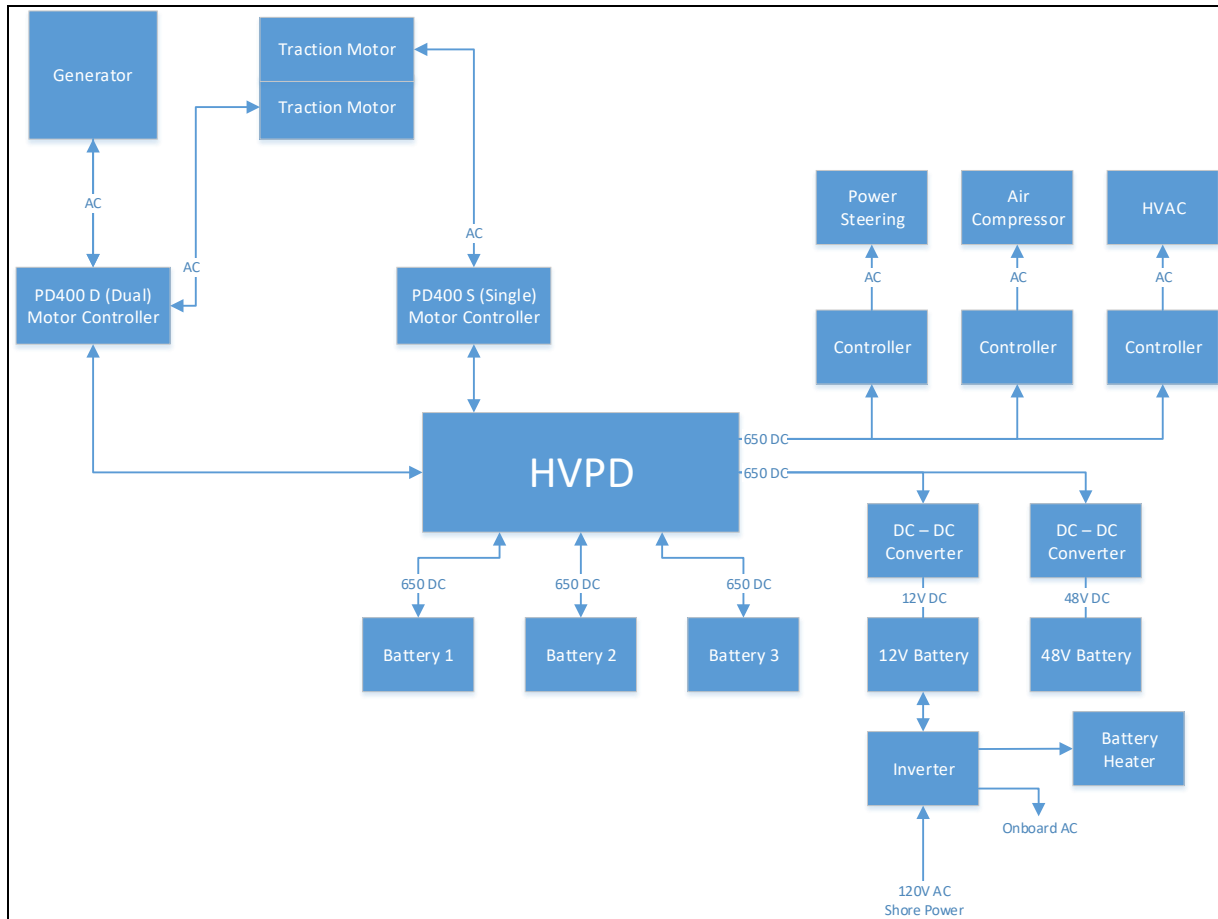 Generator
Traction Motor
Traction Motor
AC
AC
AC
PD400 D (Dual)
Motor Controller
PD400 S (Single)
Motor Controller
Power
Steering
Air
Compressor
HVAC
AC
AC
AC
Controller
Controller
Controller
HVPD
650 DC
650 DC
DC – DC
Converter
DC – DC
Converter
650 DC
650 DC
650 DC
12V DC
48V DC
Battery 1
Battery 2
Battery 3
12V Battery
48V Battery
Inverter
Battery
Heater
Onboard AC
120V AC
Shore Power